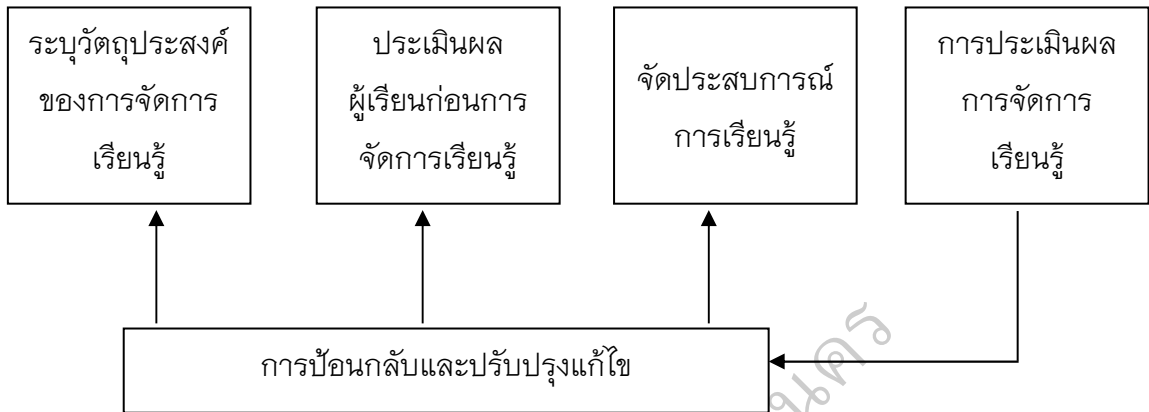 ระบุวัตถุประสงค์
ของการจัดการ
เรียนรู้
ประเมินผล
ผู้เรียนก่อนการ
จัดการเรียนรู้
จัดประสบการณ์
การเรียนรู้
การประเมินผล
การจัดการ
เรียนรู้
การป้อนกลับและปรับปรุงแก้ไข